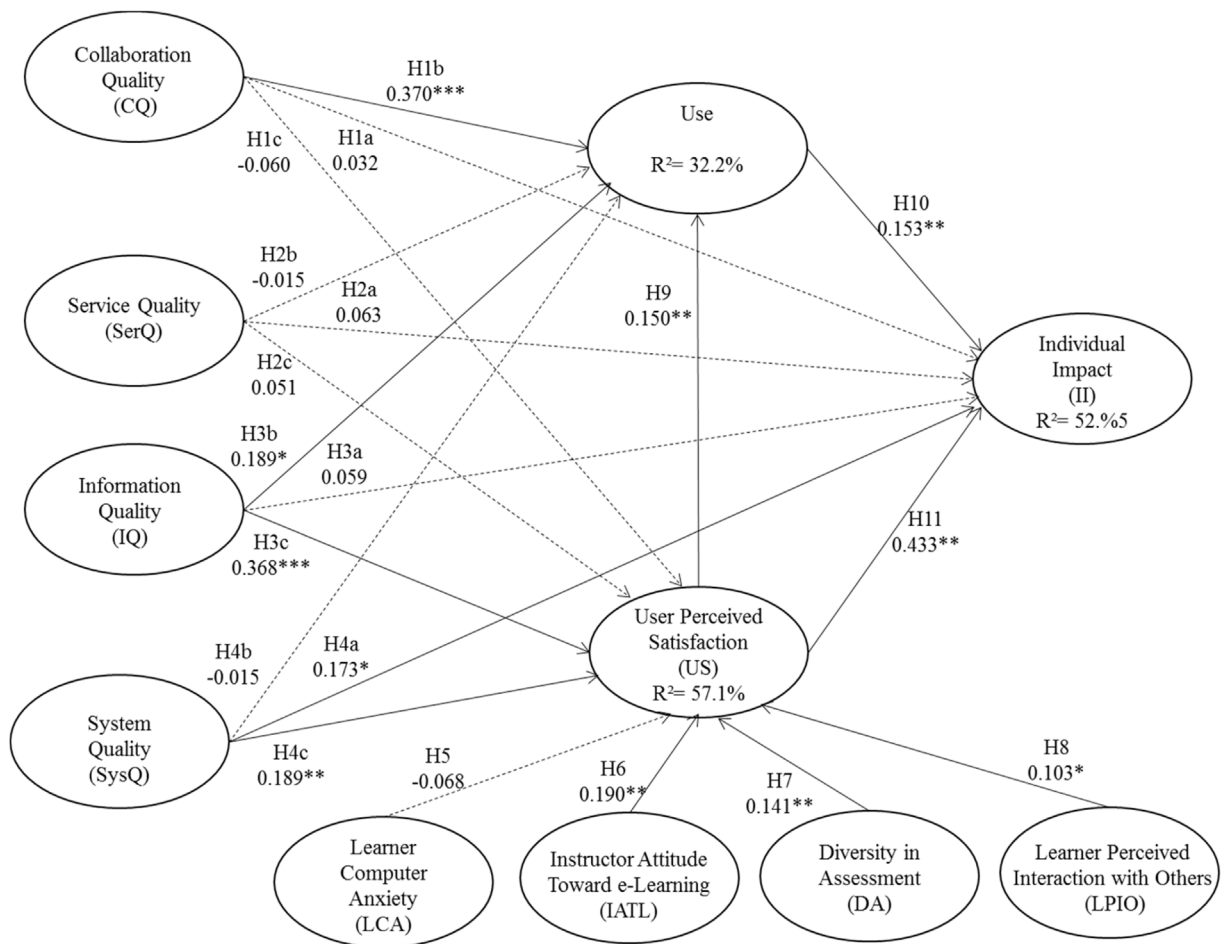 Collaboration
Quality
(CQ)
H1b
0.370***
Use
R²= 32.2%
H1c
-0.060
H1a
0.032
H10
0.153**
Service Quality
(SerQ)
H2b
-0.015
H2a
0.063
H2c
0.051
H9
0.150**
Individual
Impact
(II)
R²= 52.%5
Information
Quality
(IQ)
H3b
0.189*
H3a
0.059
H3c
0.368***
H11
0.433**
User Perceived
Satisfaction
(US)
R²= 57.1%
System
Quality
(SysQ)
H4b
-0.015
H4a
0.173*
H4c
0.189**
H5
-0.068
H6
0.190**
H7
0.141**
H8
0.103*
Learner
Computer
Anxiety
(LCA)
Instructor Attitude
Toward e-Learning
(IATL)
Diversity in
Assessment
(DA)
Learner Perceived
Interaction with Others
(LPIO)